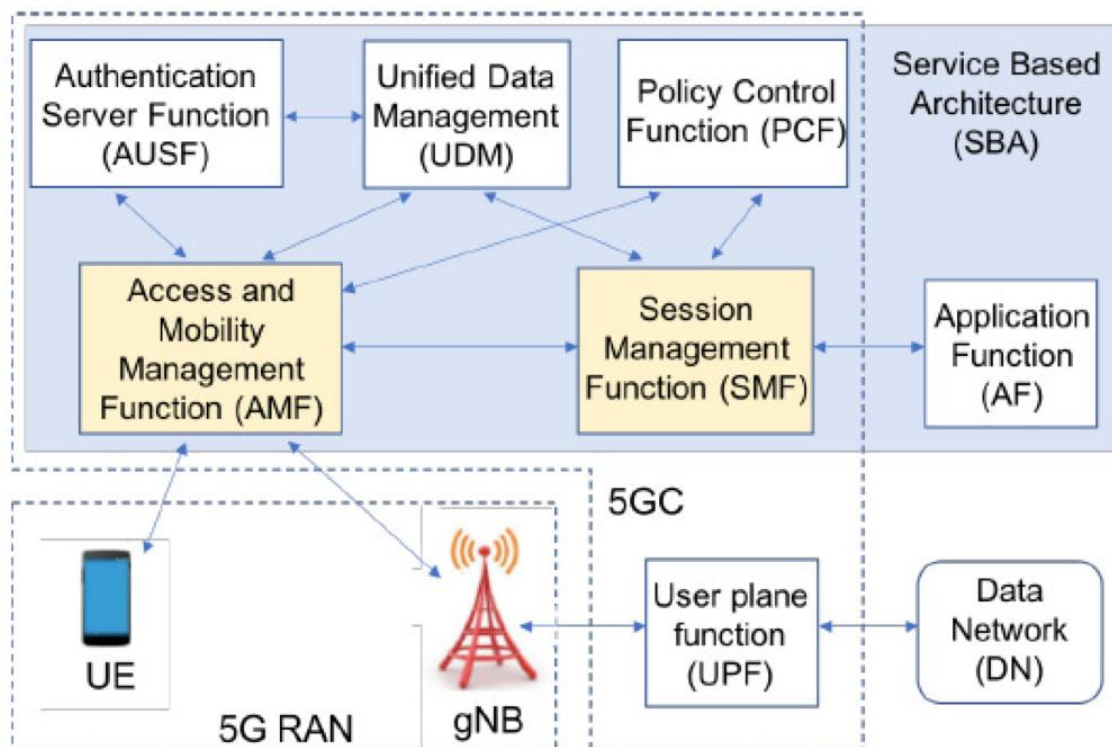 Authentication
Server Function
(AUSF)
Unified Data
Management
(UDM)
Policy Control
Function (PCF)
Service Based
Architecture
(SBA)
Access and
Mobility
Management
Function (AMF)
Session
Management
Function (SMF)
Application
Function
(AF)
5GC
UE
5G RAN
gNB
User plane
function
(UPF)
Data
Network
(DN)